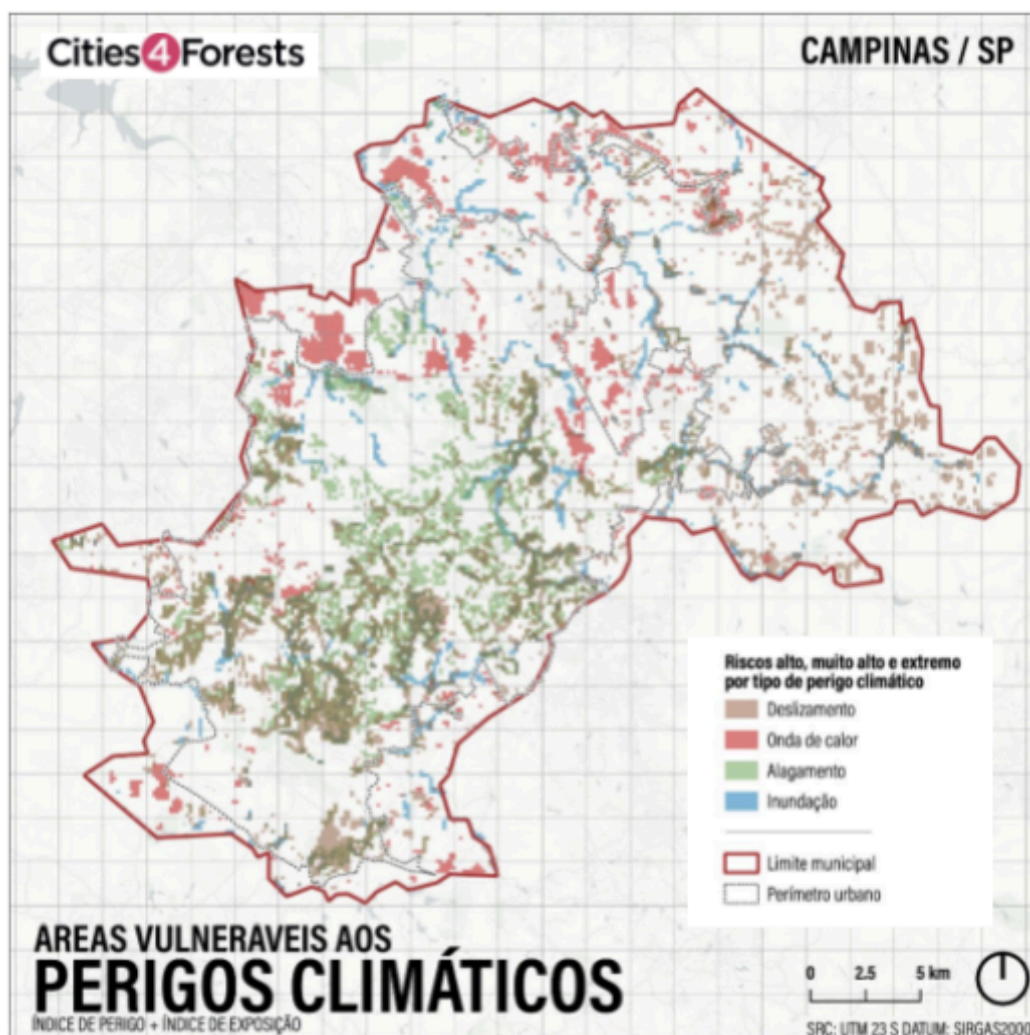 Cities4Forests
CAMPINAS / SP
Riscos alto, muito alto e extremo
por tipo de perigo climático
Deslizamento
Onda de calor
Alagamento
Inundação
Limite municipal
Perímetro urbano
AREAS VULNERAVEIS AOS
PERIGOS CLIMÁTICOS
ÍNDICE DE PERIGO + ÍNDICE DE EXPOSIÇÃO
0 2.5 5 km
SRC: UTM 23 S DATUM: